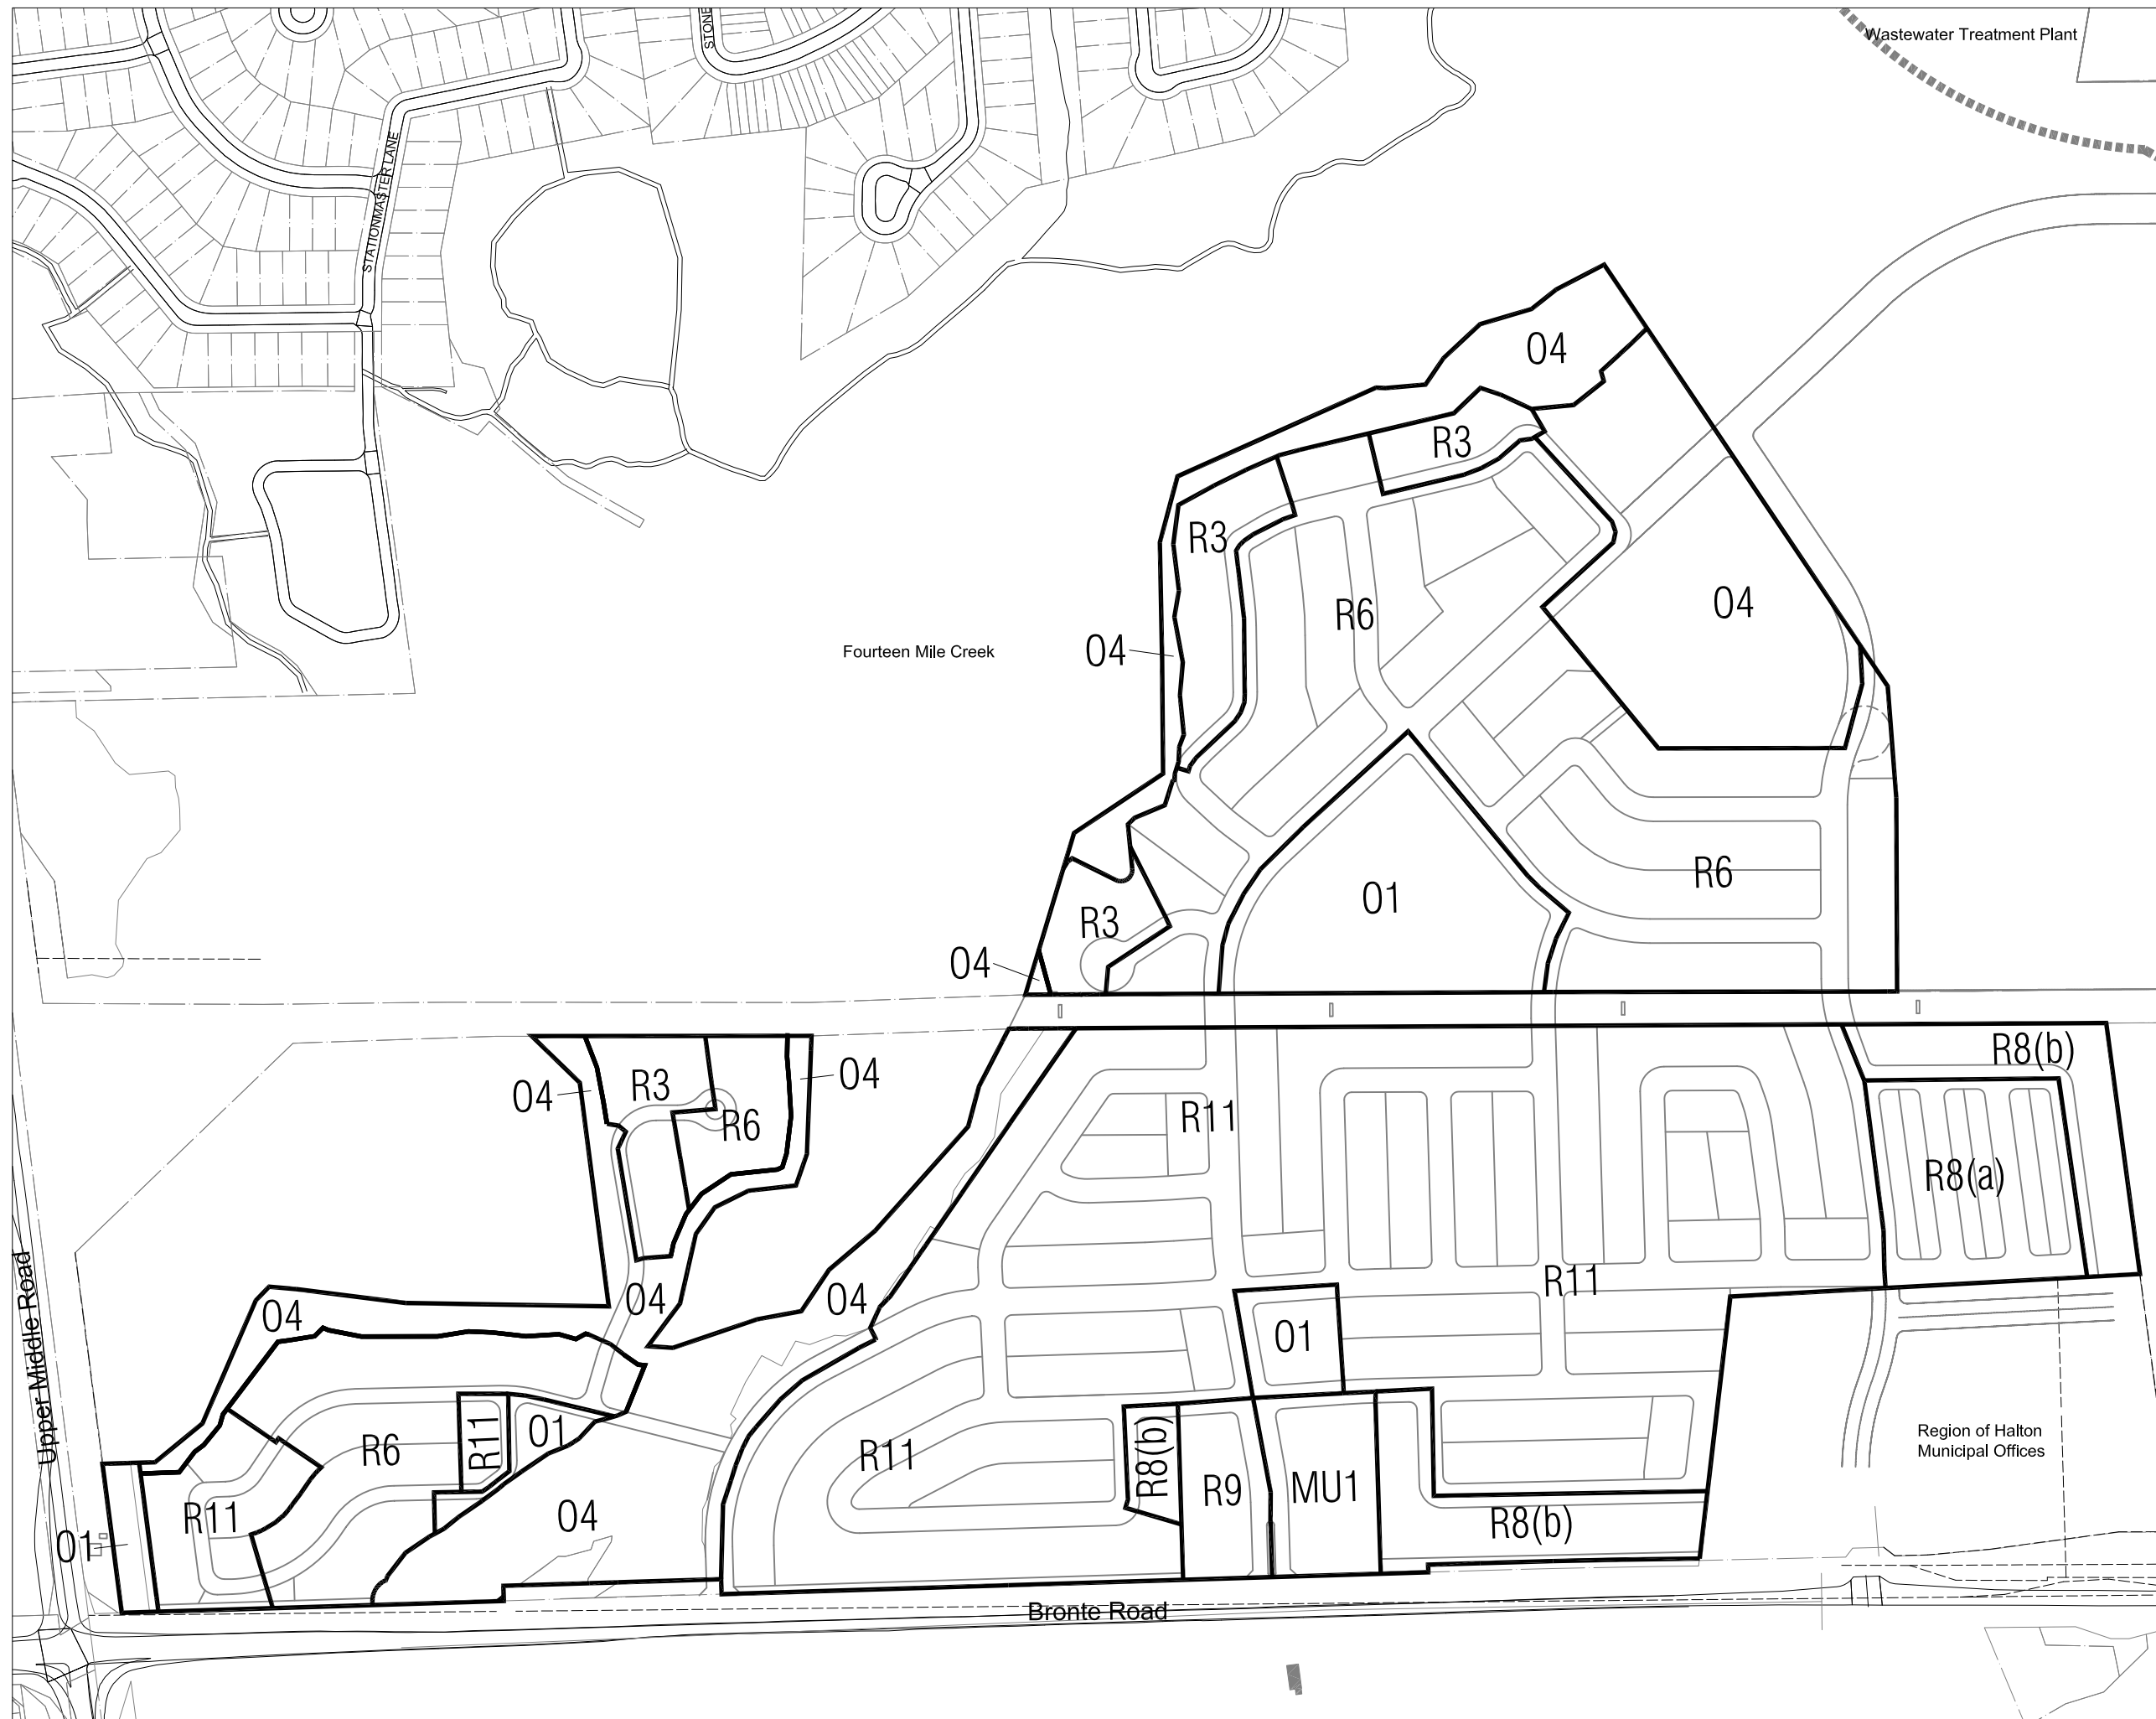 STONE
Wastewater Treatment Plant
STATIONMASTER LANE
O4
R3
R3
R6
O4
O4
Fourteen Mile Creek
R6
O1
R3
O4
R8(b)
O4
O4
R3
R6
R11
R8(a)
R11
O4
O4
O4
O1
Upper Middle Road
R11
O1
R6
R11
R8(b)
R9
MU1
Region of Halton
Municipal Offices
R11
O4
R8(b)
O1
Bronte Road